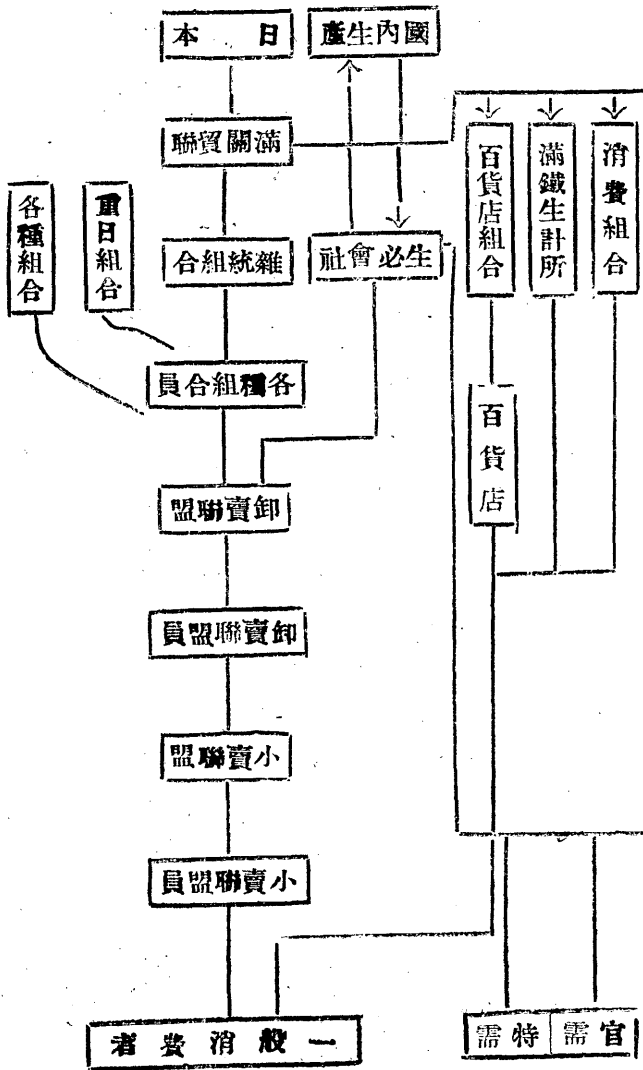 日本
國內生產
滿關貿聯
消費組合
滿鐵生計所
百貨店組合
重日組合
各種組合
雜統組合
生必會社
各種組合員
百貨店
卸賣聯盟
卸賣聯盟員
小賣聯盟
小賣聯盟員
一般消費者
官需
特需